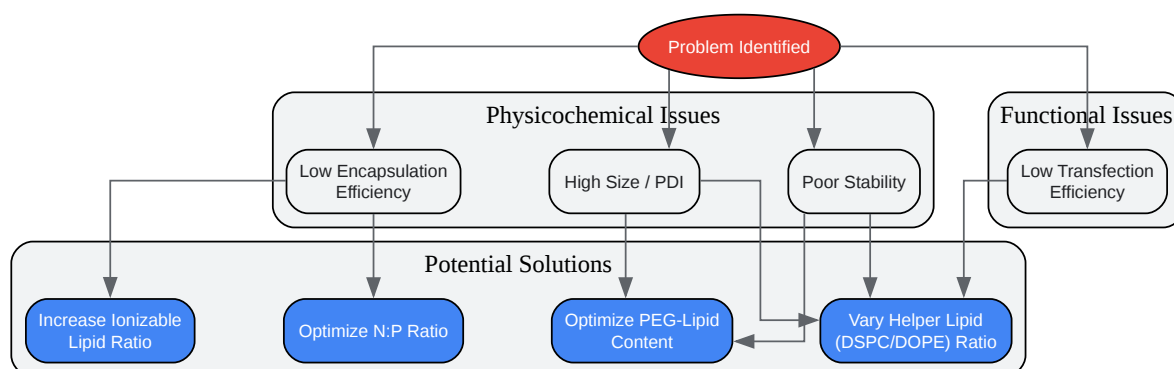 Problem Identified
Physicochemical Issues
Functional Issues
Low Encapsulation
Efficiency
High Size / PDI
Poor Stability
Low Transfection
Efficiency
Potential Solutions
Increase Ionizable
Lipid Ratio
Optimize N:P Ratio
Optimize PEG-Lipid
Content
Vary Helper Lipid
(DSPC/DOPE) Ratio